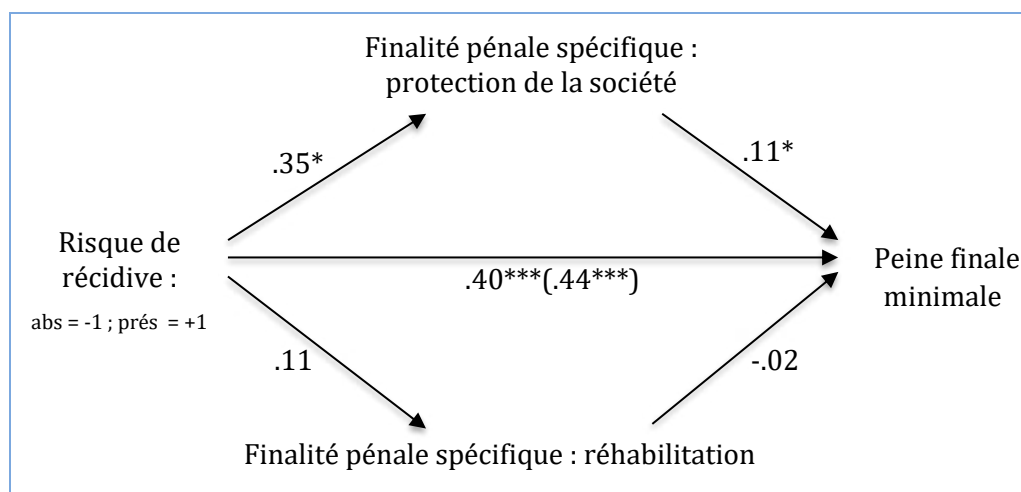 Finalité pénale spécifique :
protection de la société
.35*
.11*
Risque de
récidive :
abs = -1 ; prés = +1
.40***(.44***)
Peine finale
minimale
.11
-.02
Finalité pénale spécifique : réhabilitation